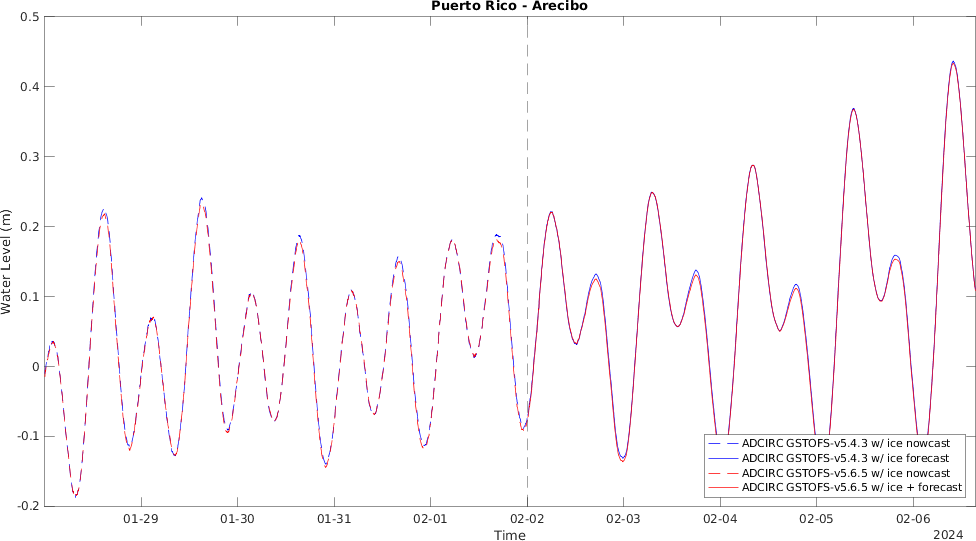 Puerto Rico - Arecibo
0.5
0.4
0.3
0.2
0.1
0
-0.1
-0.2
Water Level (m)
ADCIRC GSTOFS-v5.4.3 w/ ice nowcast
ADCIRC GSTOFS-v5.4.3 w/ ice forecast
ADCIRC GSTOFS-v5.6.5 w/ ice nowcast
ADCIRC GSTOFS-v5.6.5 w/ ice + forecast
01-29 01-30 01-31 02-01 02-02 02-03 02-04 02-05 02-06
Time
2024